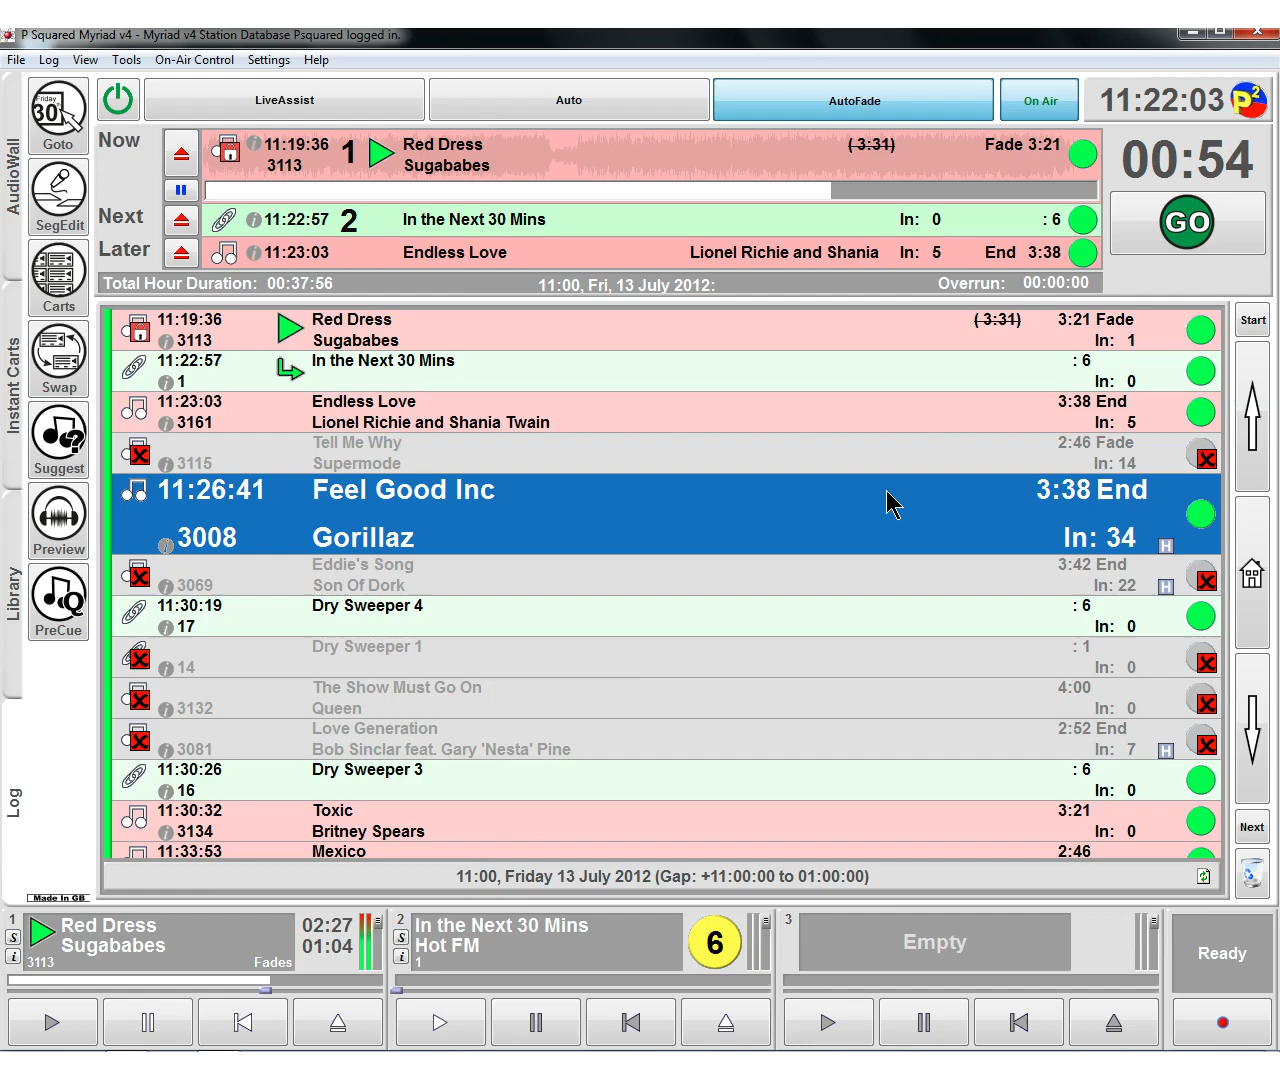 P Squared Myriad v4 - Myriad v4 Station Database Psquared logged in.
File Log View Tools On-Air Control Settings Help
AudioWall
Instant Carts
Library
Log
Friday
30
Goto
SegEdit
Carts
Swap
Suggest
Preview
PreCue
Made In GB
LiveAssist Auto AutoFade On Air 11:22:03 P2
Now 11:19:36 1 Red Dress (3:31) Fade 3:21
3113 Sugababes
00:54
GO
Next 11:22:57 2 In the Next 30 Mins In: 0 : 6
Later 11:23:03 Endless Love Lionel Richie and Shania In: 5 End 3:38
Total Hour Duration: 00:37:56 11:00, Fri, 13 July 2012: Overrun: 00:00:00
11:19:36 Red Dress (3:31) 3:21 Fade
3113 Sugababes In: 1
11:22:57 In the Next 30 Mins : 6
1 In: 0
11:23:03 Endless Love 3:38 End
3161 Lionel Richie and Shania Twain In: 5
Tell Me Why 2:46 Fade
3115 Supermode In: 14
11:26:41 Feel Good Inc 3:38 End
3008 Gorillaz In: 34 H
Eddie's Song 3:42 End
3069 Son Of Dork In: 22 H
11:30:19 Dry Sweeper 4 : 6
17 In: 0
Dry Sweeper 1 : 1
14 In: 0
The Show Must Go On 4:00
3132 Queen In: 0
Love Generation 2:52 End
3081 Bob Sinclar feat. Gary 'Nesta' Pine In: 7 H
11:30:26 Dry Sweeper 3 : 6
16 In: 0
11:30:32 Toxic 3:21
3134 Britney Spears In: 0
11:33:53 Mexico 2:46
11:00, Friday 13 July 2012 (Gap: +11:00:00 to 01:00:00)
Start
Next
1 S i Red Dress 02:27
Sugababes 01:04
3113 Fades
2 S i In the Next 30 Mins
Hot FM 6
1
3 Empty
Ready